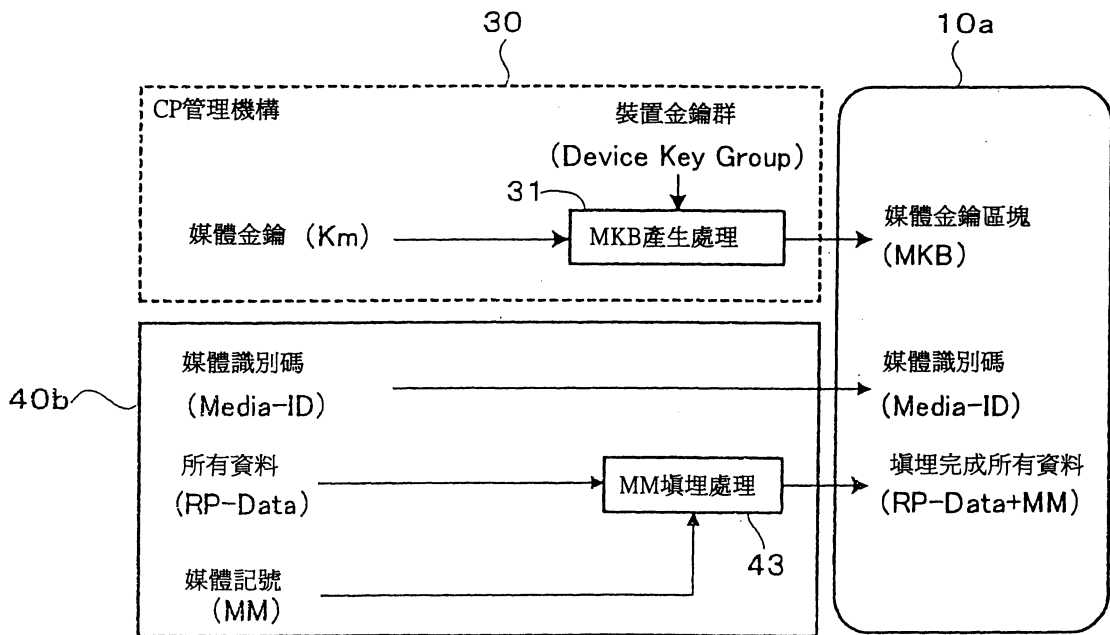 30
10a
CP管理機構
裝置金鑰群
(Device Key Group)
31
媒體金鑰 (Km)
MKB產生處理
媒體金鑰區塊
(MKB)
40b
媒體識別碼
(Media-ID)
媒體識別碼
(Media-ID)
所有資料
(RP-Data)
MM填埋處理
填埋完成所有資料
(RP-Data+MM)
43
媒體記號
(MM)